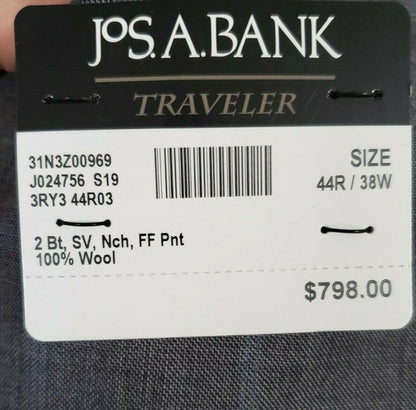 JoS. A. BANK
TRAVELER
31N3Z00969
J024756 S19
3RY3 44R03
SIZE
44R / 38W
2 Bt, SV, Nch, FF Pnt
100% Wool
$798.00